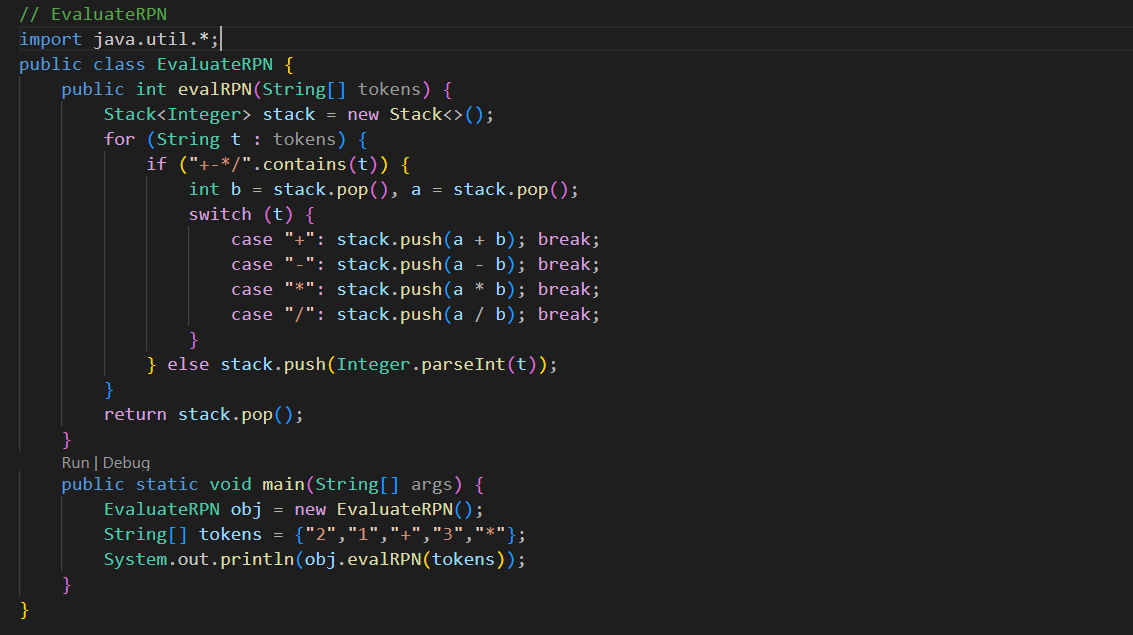 // EvaluateRPN
import java.util.*;
public class EvaluateRPN {
    public int evalRPN(String[] tokens) {
        Stack<Integer> stack = new Stack<>();
        for (String t : tokens) {
            if ("+-*/".contains(t)) {
                int b = stack.pop(), a = stack.pop();
                switch (t) {
                    case "+": stack.push(a + b); break;
                    case "-": stack.push(a - b); break;
                    case "*": stack.push(a * b); break;
                    case "/": stack.push(a / b); break;
                }
            } else stack.push(Integer.parseInt(t));
        }
        return stack.pop();
    }
    Run | Debug
    public static void main(String[] args) {
        EvaluateRPN obj = new EvaluateRPN();
        String[] tokens = {"2","1","+","3","*"};
        System.out.println(obj.evalRPN(tokens));
    }
}